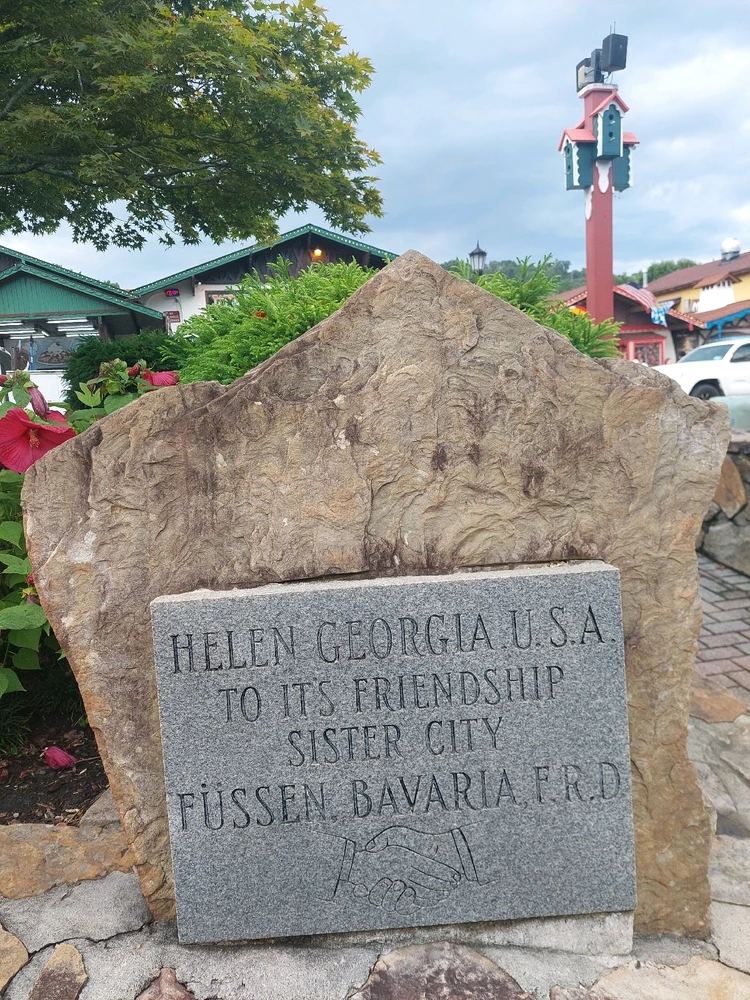 HELEN GEORGIA. U.S.A.
TO IT'S FRIENDSHIP
SISTER CITY
FÜSSEN, BAVARIA, F.R.D